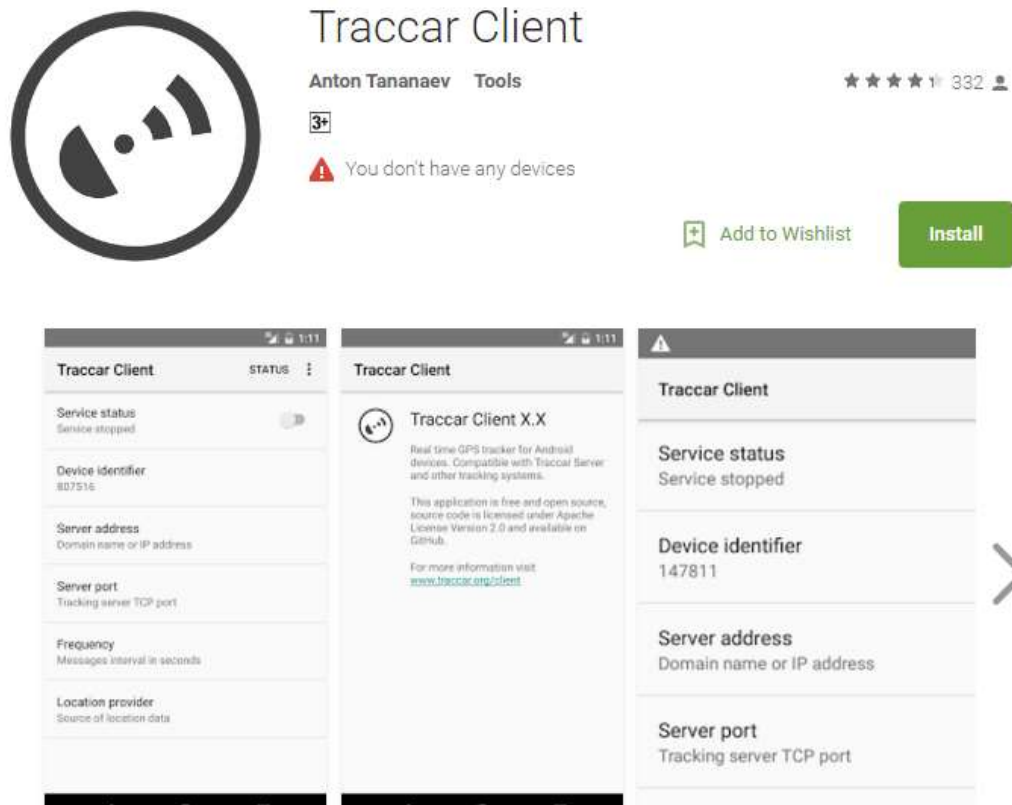 Traccar Client
Anton Tananaev Tools 332
3+
You don't have any devices
Add to Wishlist Install
1:11
Traccar Client STATUS
Service status
Service stopped
Device identifier
807516
Server address
Domain name or IP address
Server port
Tracking server TCP port
Frequency
Messages interval in seconds
Location provider
Source of location data
1:11
Traccar Client
Traccar Client X.X
Real time GPS tracker for Android
devices. Compatible with Traccar Server
and other tracking systems.
This application is free and open source,
source code is licensed under Apache
License Version 2.0 and available on
GitHub.
For more information visit
www.traccar.org/client
Traccar Client
Service status
Service stopped
Device identifier
147811
Server address
Domain name or IP address
Server port
Tracking server TCP port